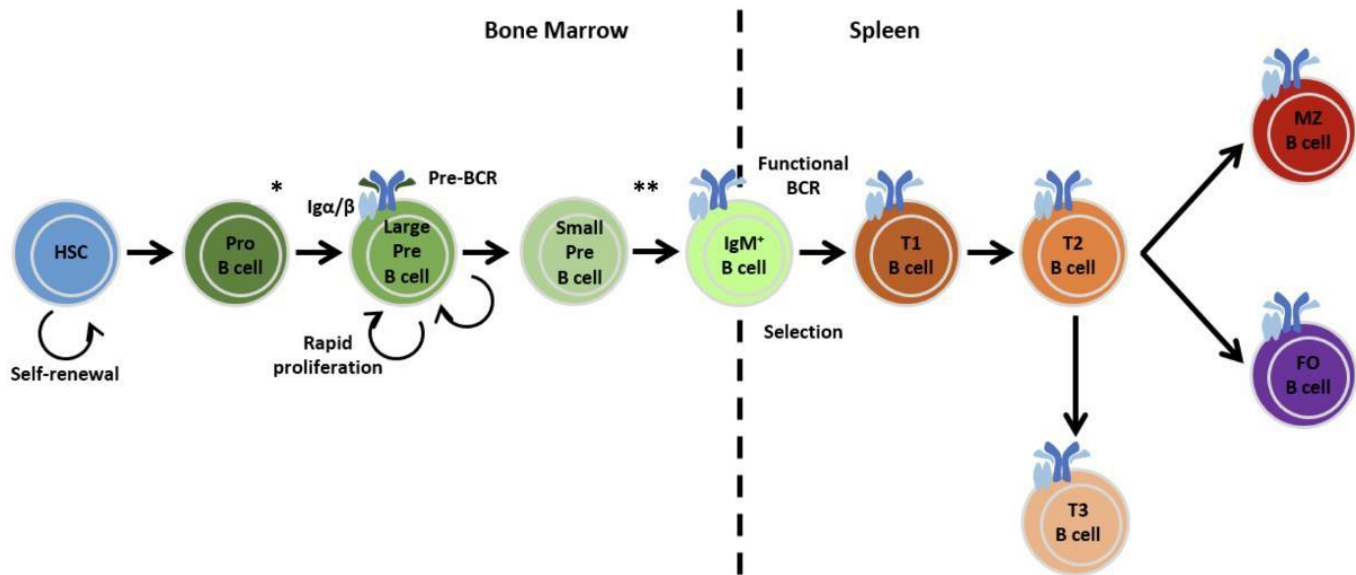 Bone Marrow
Spleen
*
Igα/β
Pre-BCR
**
Functional
BCR
HSC
Pro
B cell
Large
Pre
B cell
Small
Pre
B cell
IgM⁺
B cell
T1
B cell
T2
B cell
MZ
B cell
Self-renewal
Rapid
proliferation
Selection
FO
B cell
T3
B cell